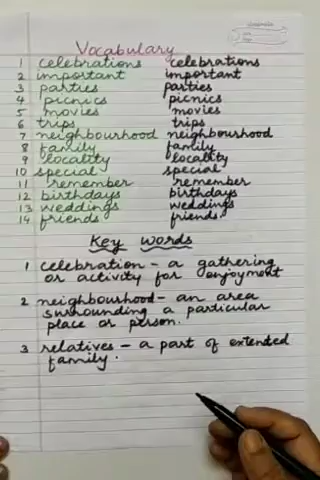 Vocabulary
1 celebrations celebrations
2 important important
3 parties parties
4 picnics picnics
5 movies movies
6 trips trips
7 neighbourhood neighbourhood
8 family family
9 locality locality
10 special special
11 remember remember
12 birthdays birthdays
13 weddings weddings
14 friends friends.
Key words
1 celebration - a gathering
or activity for enjoyment
2 neighbourhood - an area
surrounding a particular
place or person.
3 relatives - a part of extended
family.